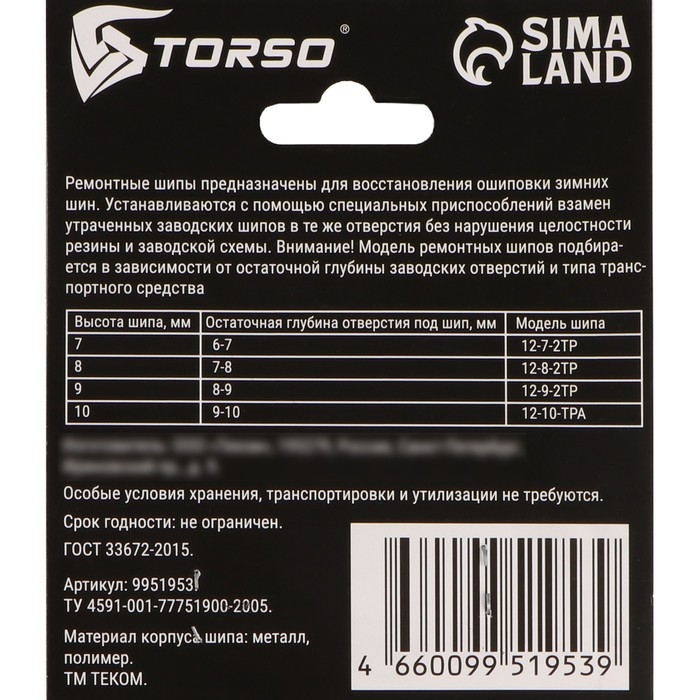 TORSO®
SIMA
LAND
Ремонтные шипы предназначены для восстановления ошиповки зимних
шин. Устанавливаются с помощью специальных приспособлений взамен
утраченных заводских шипов в те же отверстия без нарушения целостности
резины и заводской схемы. Внимание! Модель ремонтных шипов подбира-
ется в зависимости от остаточной глубины заводских отверстий и типа транс-
портного средства
Высота шипа, мм Остаточная глубина отверстия под шип, мм Модель шипа
7 6-7 12-7-2TP
8 7-8 12-8-2TP
9 8-9 12-9-2TP
10 9-10 12-10-TPA
Особые условия хранения, транспортировки и утилизации не требуются.
Срок годности: не ограничен.
ГОСТ 33672-2015.
Артикул: 9951953
ТУ 4591-001-77751900-2005.
Материал корпуса шипа: металл,
полимер.
ТМ ТЕКОМ.
4 660099 519539